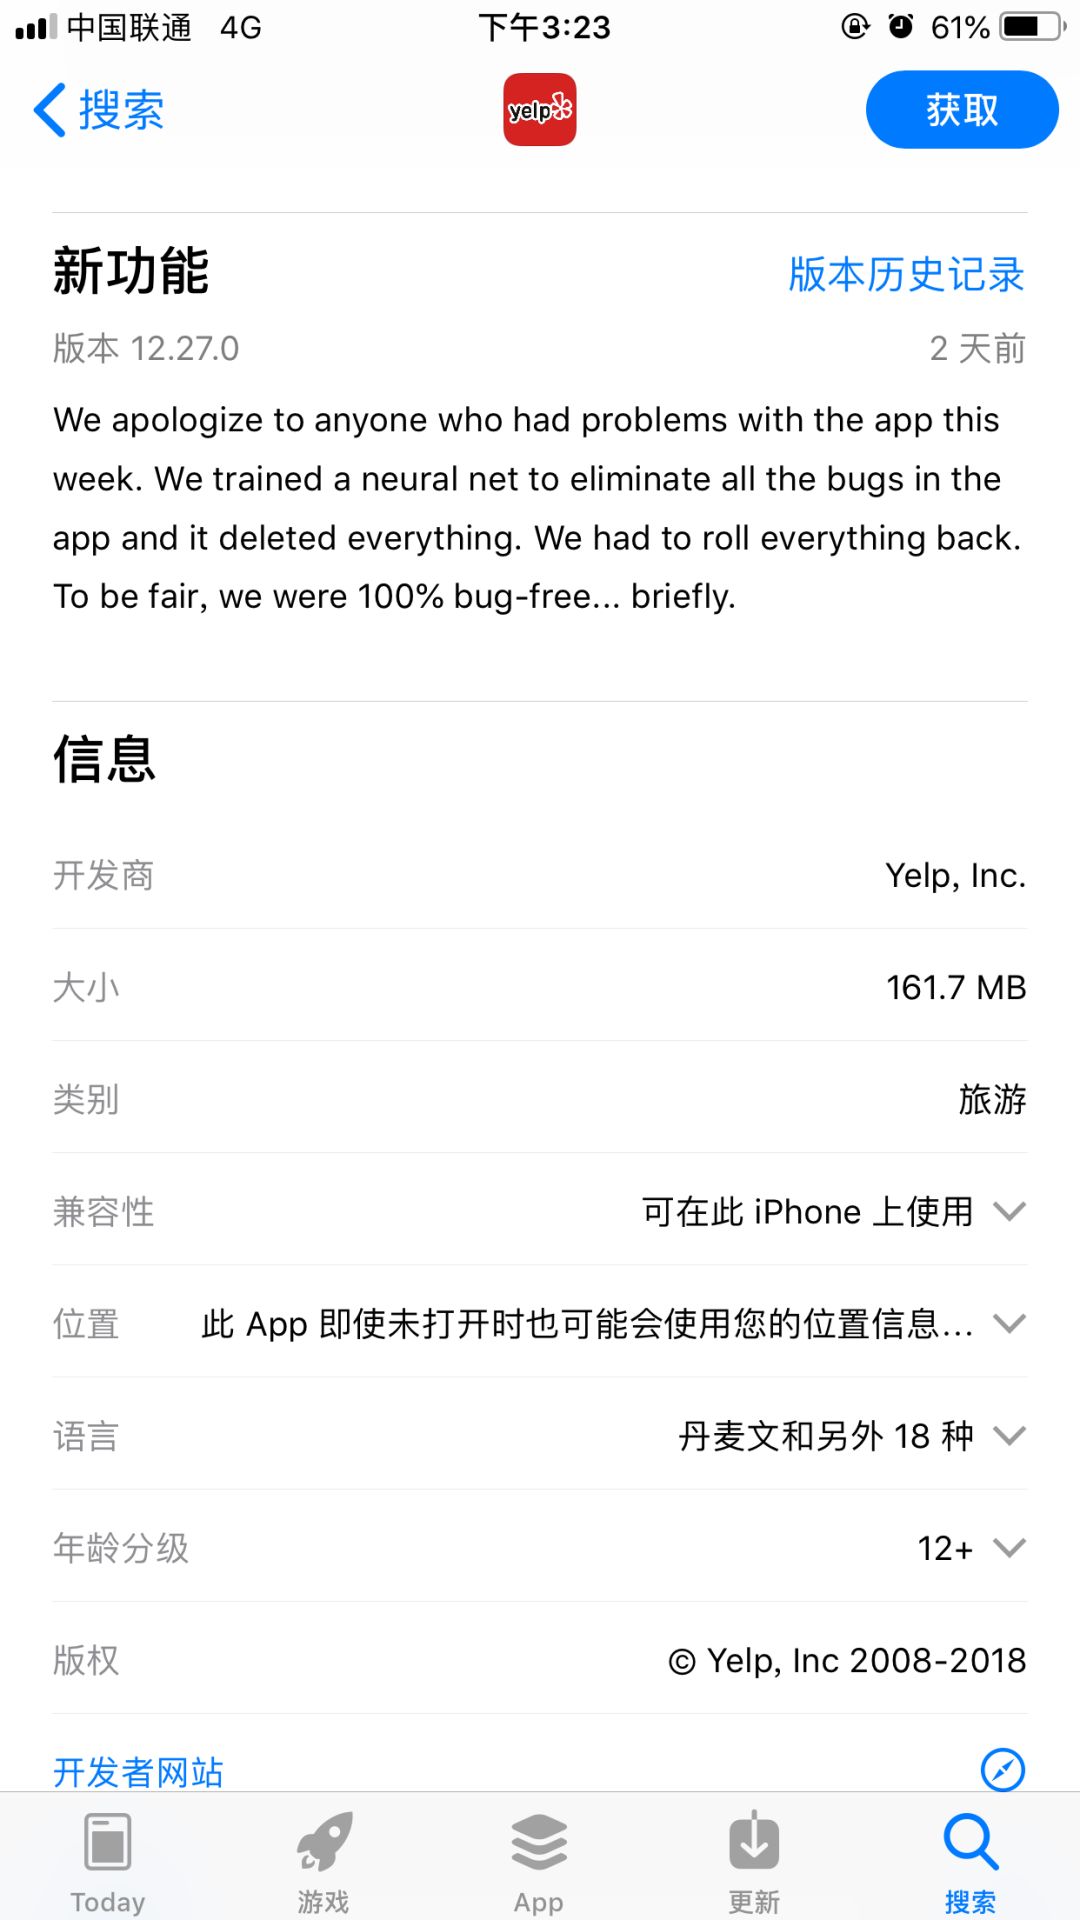 中国联通 4G 下午3:23 61%
搜索 yelp 获取
新功能 版本历史记录
版本 12.27.0 2 天前
We apologize to anyone who had problems with the app this
week. We trained a neural net to eliminate all the bugs in the
app and it deleted everything. We had to roll everything back.
To be fair, we were 100% bug-free... briefly.
信息
开发商 Yelp, Inc.
大小 161.7 MB
类别 旅游
兼容性 可在此 iPhone 上使用
位置 此 App 即使未打开时也可能会使用您的位置信息...
语言 丹麦文和另外 18 种
年龄分级 12+
版权 © Yelp, Inc 2008-2018
开发者网站
Today 游戏 App 更新 搜索